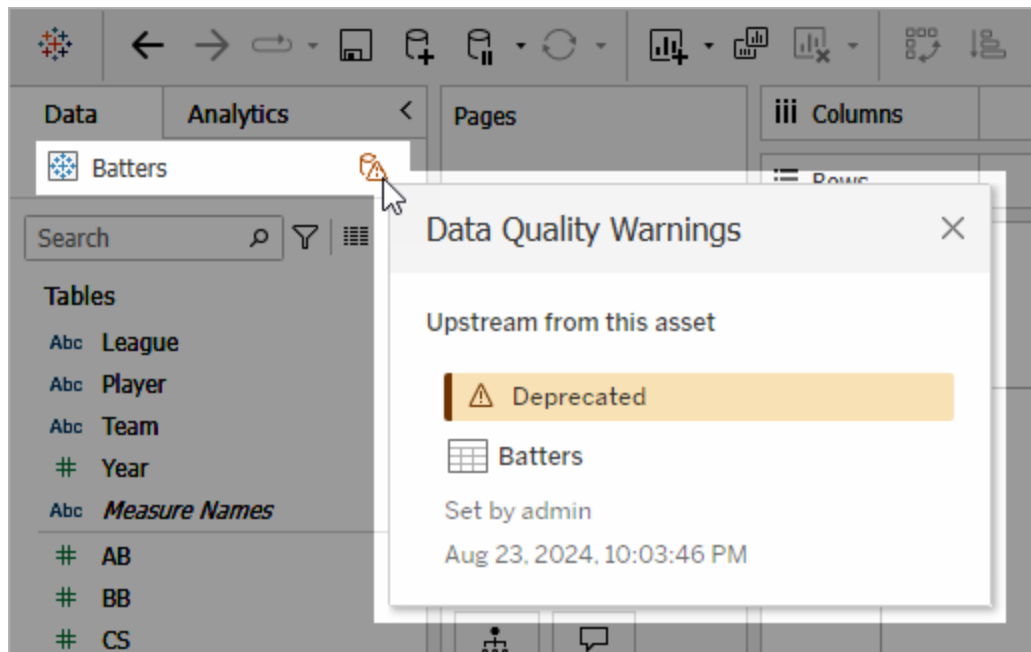 Data
Analytics
Pages
iii Columns
Batters
Rows
Search
Data Quality Warnings
Tables
Upstream from this asset
Abc League
Abc Player
Deprecated
Abc Team
# Year
Batters
Abc Measure Names
Set by admin
# AB
Aug 23, 2024, 10:03:46 PM
# BB
# CS